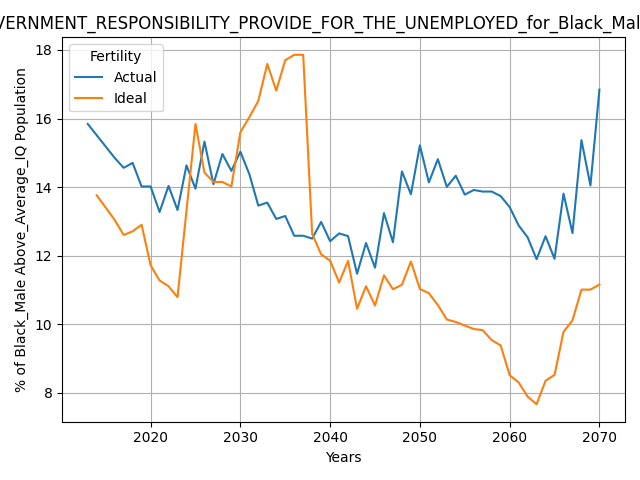 VERNMENT_RESPONSIBILITY_PROVIDE_FOR_THE_UNEMPLOYED_for_Black_Mal
% of Black_Male Above_Average_IQ Population
18
16
14
12
10
8
Fertility
Actual
Ideal
2020 2030 2040 2050 2060 2070
Years